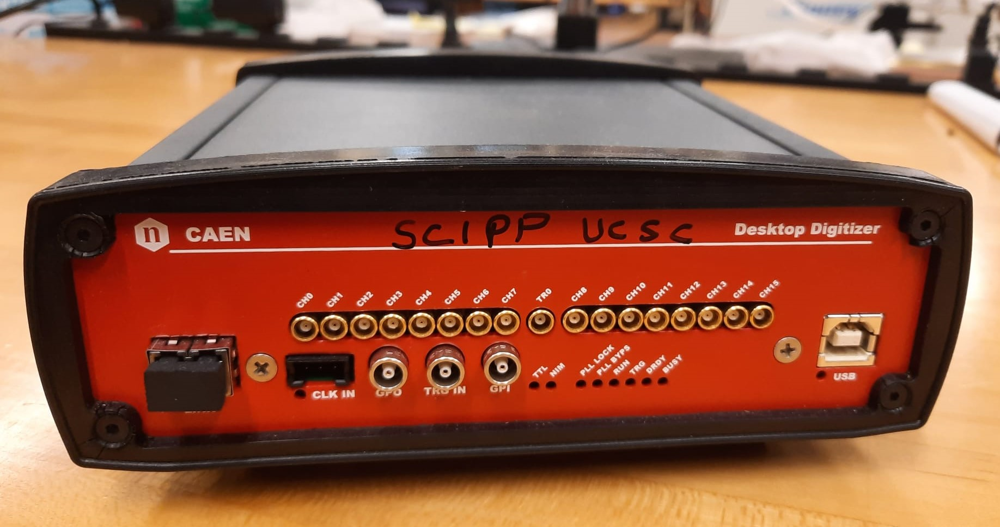 n CAEN
SCIPP UCSC
Desktop Digitizer
CH0 CH1 CH2 CH3 CH4 CH5 CH6 CH7 TR0 CH8 CH9 CH10 CH11 CH12 CH13 CH14 CH15
CLK IN
GPO
TRG IN
GPI
TTL NIM
PLL LOCK PLL BYPS RUN TRG DRDY BUSY
USB